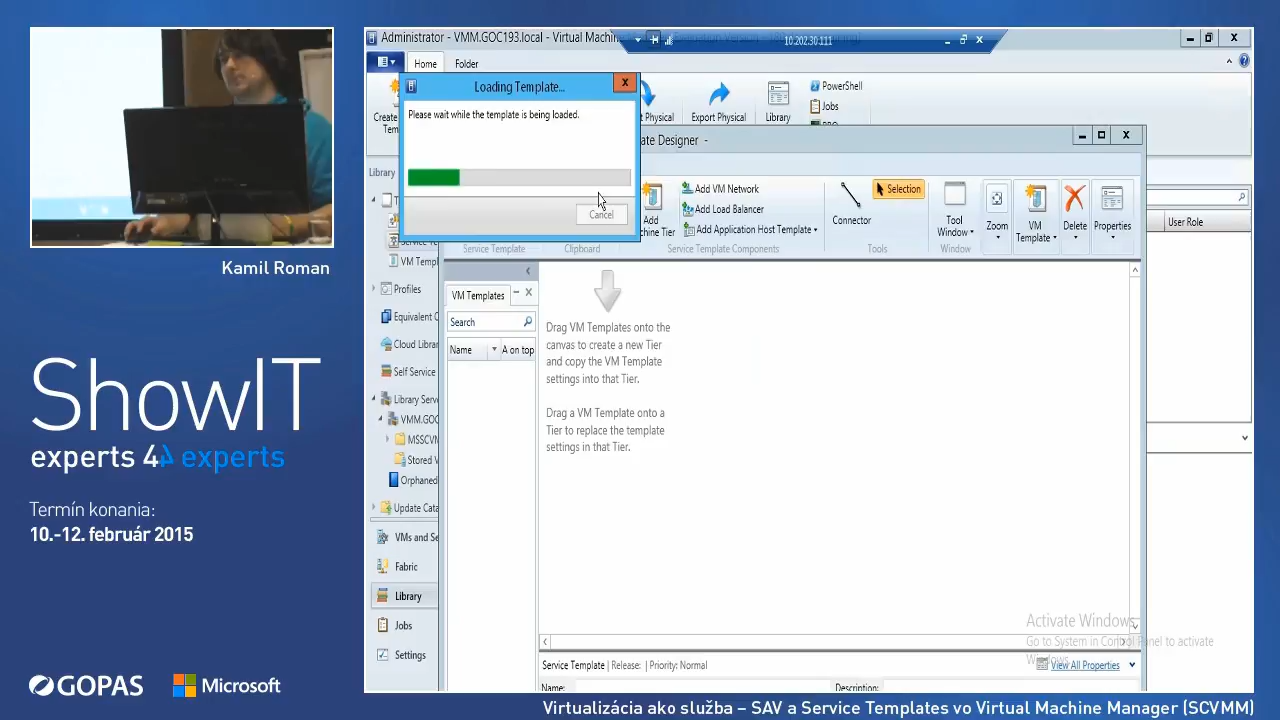 Kamil Roman
ShowIT
experts 4 experts
Termín konania:
10.-12. február 2015
GOPAS
Microsoft
Administrator - VMM.GOC193.local - Virtual Machine
10.202.30.111
Home
Folder
PowerShell
Jobs
Export Physical
Library
Loading Template...
Please wait while the template is being loaded.
Cancel
Designer -
Add VM Network
Add Load Balancer
Add Application Host Template
Add
Connector
Selection
Tool
Window
Zoom
VM
Template
Delete
Properties
Service Template
Clipboard
Service Template Components
Tools
Window
User Role
Library
VM Templ
Profiles
Equivalent C
Cloud Librar
Self Service
Library Serv
VMM.GO
MSSCVM
Stored V
Orphaned
Update Cata
VMs and Se
Fabric
Library
Jobs
Settings
VM Templates
Search
Name
A on top
Drag VM Templates onto the
canvas to create a new Tier
and copy the VM Template
settings into that Tier.
Drag a VM Template onto a
Tier to replace the template
settings in that Tier.
Activate Windows
Go to System in Control Panel to activate
Service Template | Release: | Priority: Normal
View All Properties
Name:
Description:
Virtualizácia ako služba – SAV a Service Templates vo Virtual Machine Manager (SCVMM)